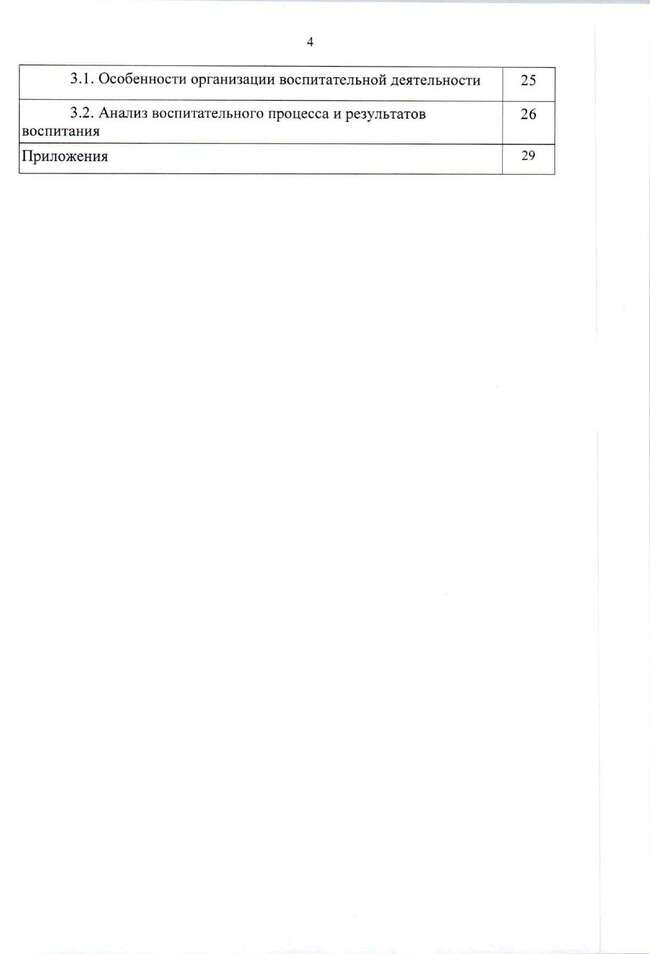 4
3.1. Особенности организации воспитательной деятельности 25
3.2. Анализ воспитательного процесса и результатов 26
воспитания
Приложения 29